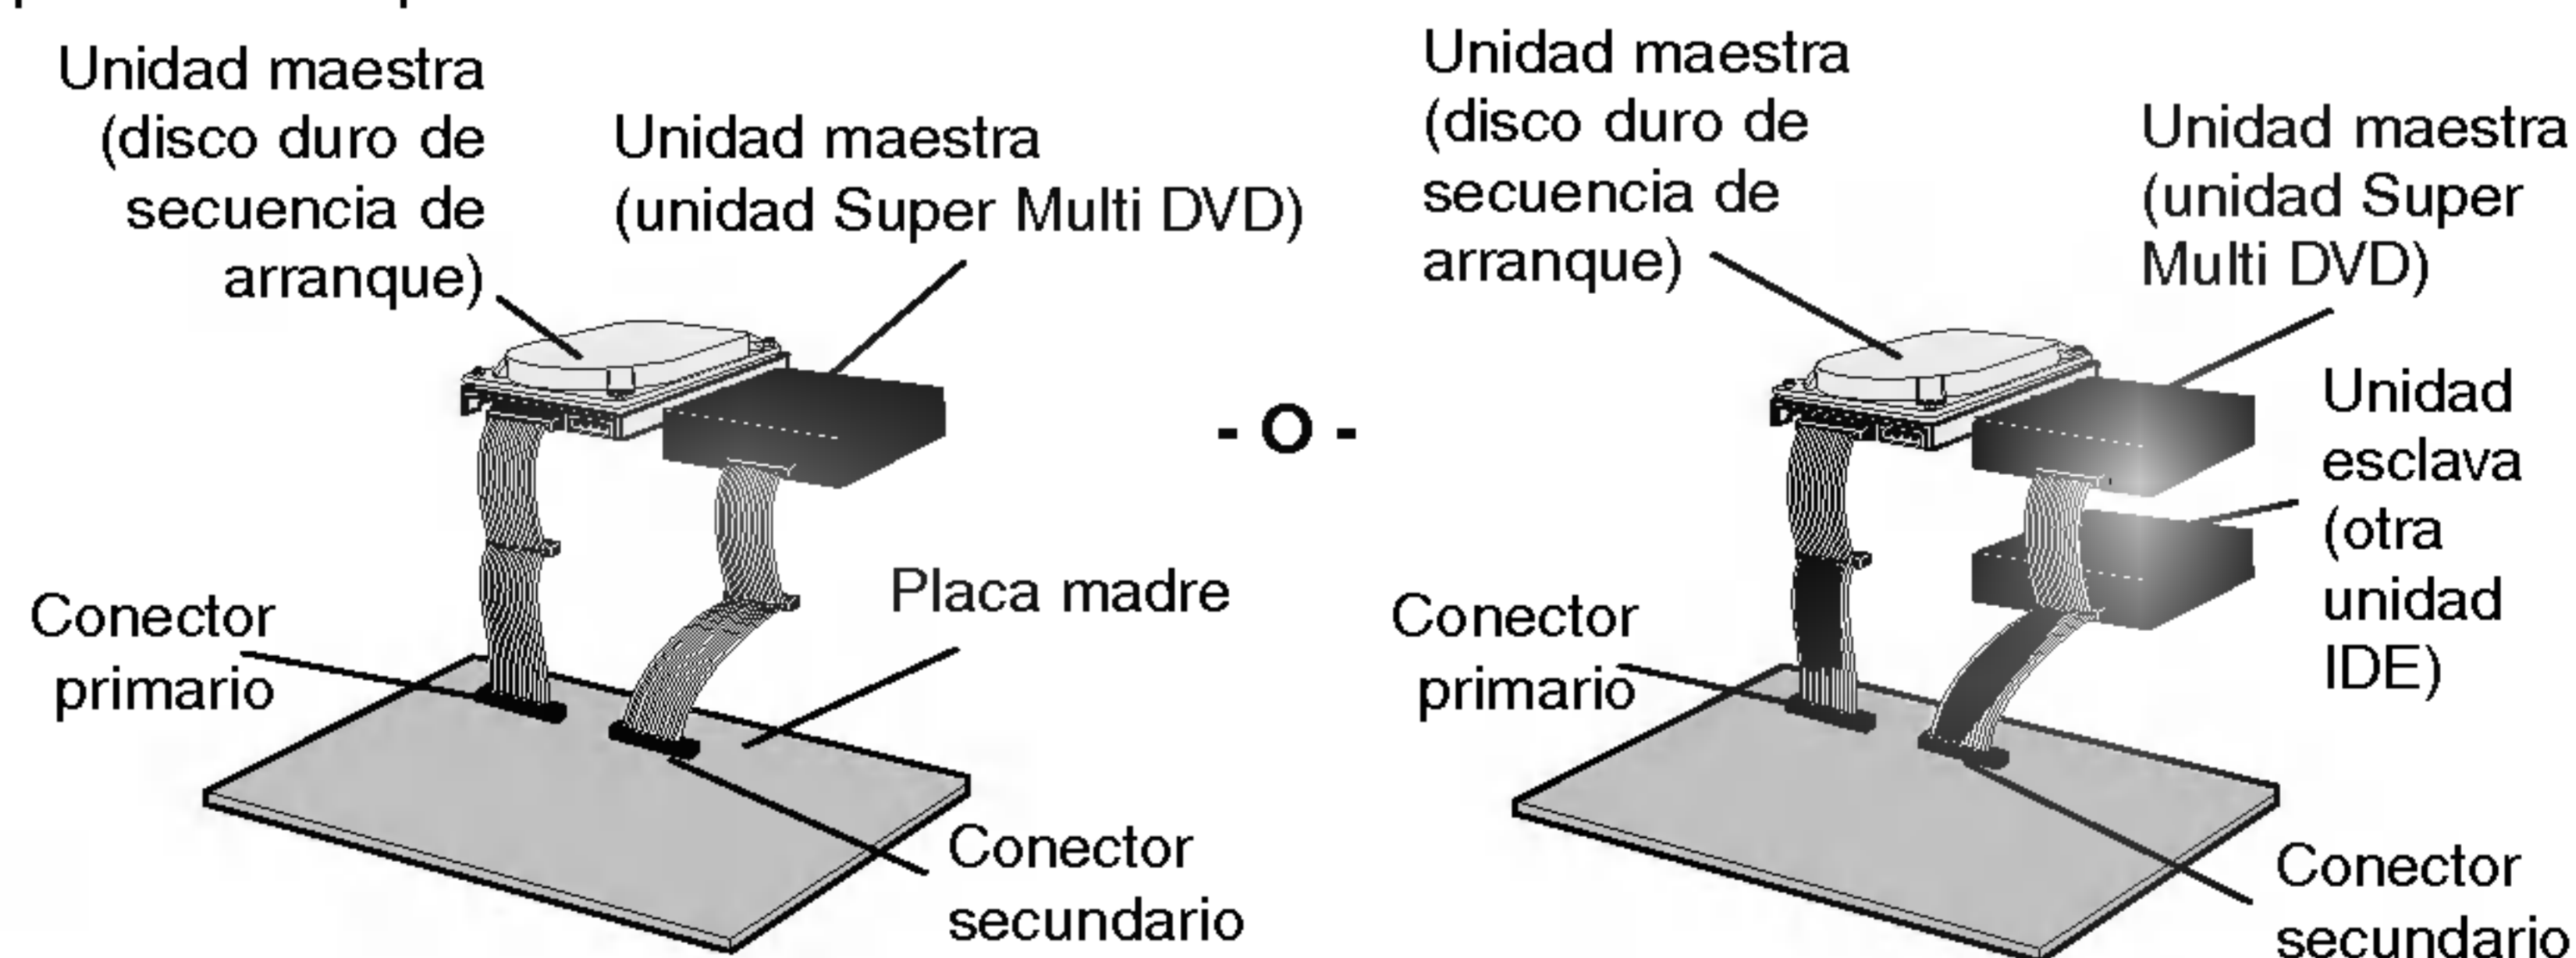 Unidad maestra
(disco duro de
secuencia de
arranque)
Unidad maestra
(unidad Super Multi DVD)
Conector
primario
Placa madre
Conector
secundario
- O -
Unidad maestra
(disco duro de
secuencia de
arranque)
Unidad maestra
(unidad Super
Multi DVD)
Unidad
esclava
(otra
unidad
IDE)
Conector
primario
Conector
secundario